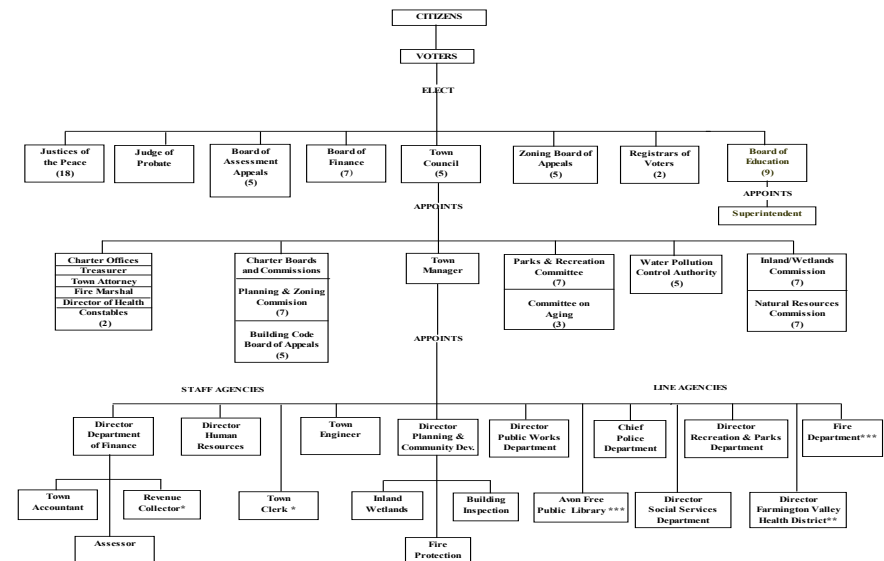 CITIZENS
VOTERS
ELECT
Justices of
the Peace
(18)
Judge of
Probate
Board of
Assessment
Appeals
(5)
Board of
Finance
(7)
Town
Council
(5)
Zoning Board of
Appeals
(5)
Registrars of
Voters
(2)
Board of
Education
(9)
APPOINTS
Superintendent
APPOINTS
Charter Offices
Treasurer
Town Attorney
Fire Marshal
Director of Health
Constables
(2)
Charter Boards
and Commissions
Planning & Zoning
Commision
(7)
Building Code
Board of Appeals
(5)
Town
Manager
Parks & Recreation
Committee
(7)
Committee on
Aging
(3)
Water Pollution
Control Authority
(5)
Inland/Wetlands
Commission
(7)
Natural Resources
Commission
(7)
APPOINTS
STAFF AGENCIES
LINE AGENCIES
Director
Department
of Finance
Director
Human
Resources
Town
Engineer
Director
Planning &
Community Dev.
Director
Public Works
Department
Chief
Police
Department
Director
Recreation & Parks
Department
Fire
Department***
Town
Accountant
Revenue
Collector*
Town
Clerk *
Inland
Wetlands
Building
Inspection
Avon Free
Public Library ***
Director
Social Services
Department
Director
Farmington Valley
Health District**
Assessor
Fire
Protection